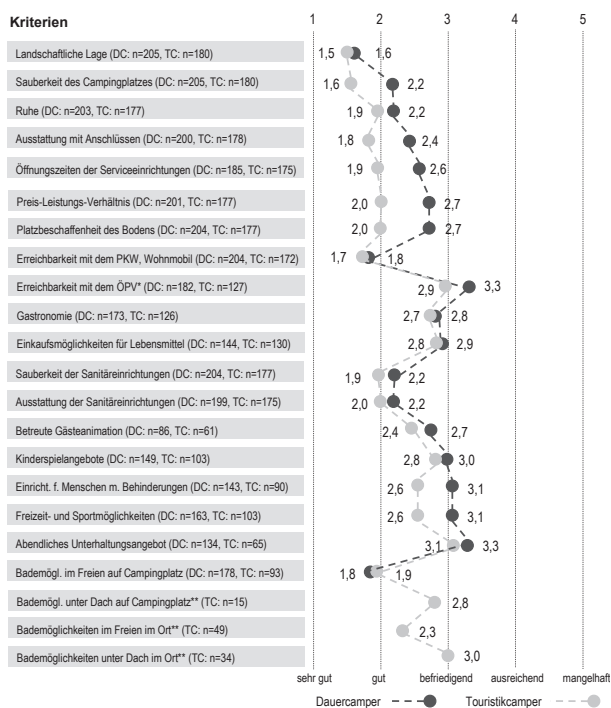 Kriterien 1 2 3 4 5
Landschaftliche Lage (DC: n=205, TC: n=180) 1,5 1,6
Sauberkeit des Campingplatzes (DC: n=205, TC: n=180) 1,6 2,2
Ruhe (DC: n=203, TC: n=177) 1,9 2,2
Ausstattung mit Anschlüssen (DC: n=200, TC: n=178) 1,8 2,4
Öffnungszeiten der Serviceeinrichtungen (DC: n=185, TC: n=175) 1,9 2,6
Preis-Leistungs-Verhältnis (DC: n=201, TC: n=177) 2,0 2,7
Platzbeschaffenheit des Bodens (DC: n=204, TC: n=177) 2,0 2,7
Erreichbarkeit mit dem PKW, Wohnmobil (DC: n=204, TC: n=172) 1,7 1,8
Erreichbarkeit mit dem ÖPV* (DC: n=182, TC: n=127) 2,9 3,3
Gastronomie (DC: n=173, TC: n=126) 2,7 2,8
Einkaufsmöglichkeiten für Lebensmittel (DC: n=144, TC: n=130) 2,8 2,9
Sauberkeit der Sanitäreinrichtungen (DC: n=204, TC: n=177) 1,9 2,2
Ausstattung der Sanitäreinrichtungen (DC: n=199, TC: n=175) 2,0 2,2
Betreute Gästeanimation (DC: n=86, TC: n=61) 2,4 2,7
Kinderspielangebote (DC: n=149, TC: n=103) 2,8 3,0
Einricht. f. Menschen m. Behinderungen (DC: n=143, TC: n=90) 2,6 3,1
Freizeit- und Sportmöglichkeiten (DC: n=163, TC: n=103) 2,6 3,1
Abendliches Unterhaltungsangebot (DC: n=134, TC: n=65) 3,1 3,3
Bademögl. im Freien auf Campingplatz (DC: n=178, TC: n=93) 1,8 1,9
Bademögl. unter Dach auf Campingplatz** (TC: n=15) 2,8
Bademöglichkeiten im Freien im Ort** (TC: n=49) 2,3
Bademöglichkeiten unter Dach im Ort** (TC: n=34) 3,0
sehr gut gut befriedigend ausreichend mangelhaft
Dauercamper Touristikcamper